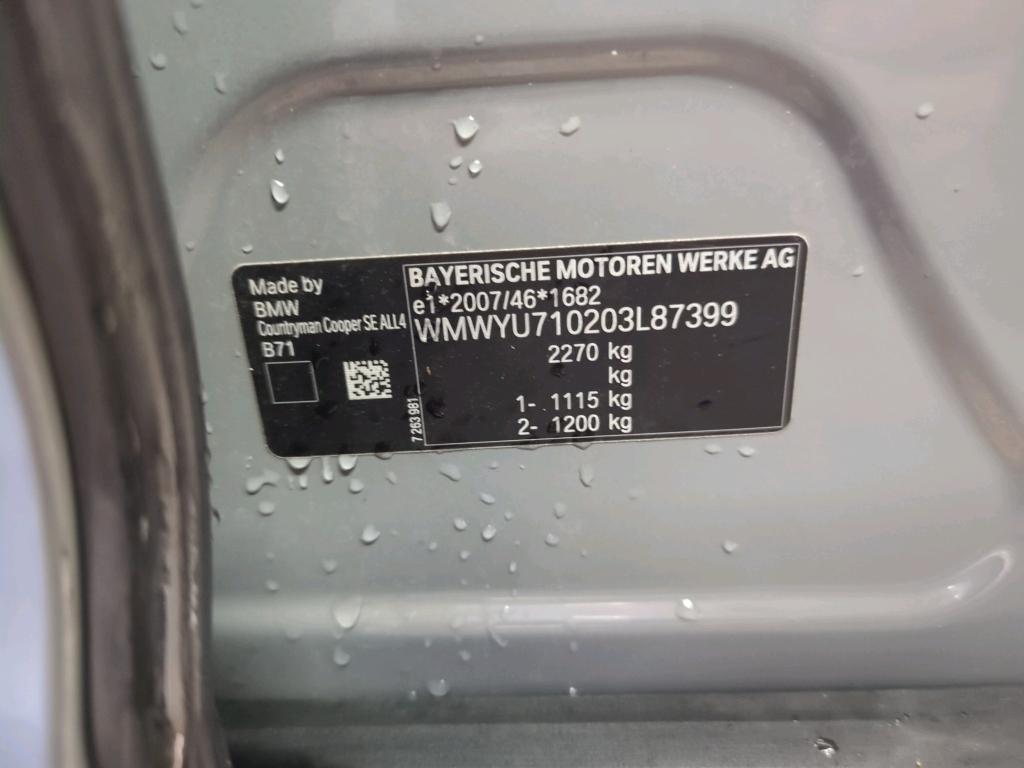 Made by
BMW
Countryman Cooper SE ALL4
B71
BAYERISCHE MOTOREN WERKE AG
e1*2007/46*1682
WMWYU710203L87399
2270 kg
kg
1- 1115 kg
2- 1200 kg
7 263 981